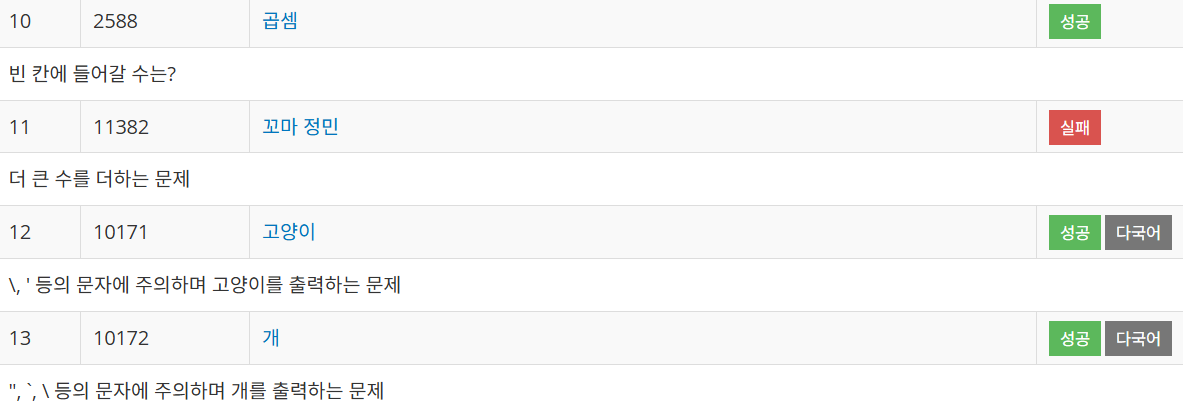 10 2588 곱셈 성공
빈 칸에 들어갈 수는?
11 11382 꼬마 정민 실패
더 큰 수를 더하는 문제
12 10171 고양이 성공 다국어
\, ' 등의 문자에 주의하며 고양이를 출력하는 문제
13 10172 개 성공 다국어
", `, \ 등의 문자에 주의하며 개를 출력하는 문제